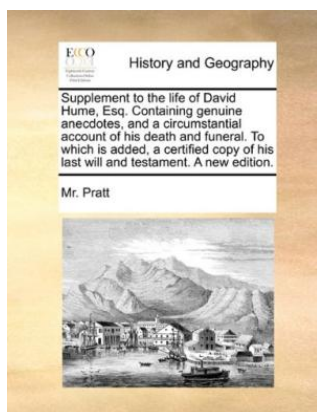 ECCO
History and Geography
Supplement to the life of David
Hume, Esq. Containing genuine
anecdotes, and a circumstantial
account of his death and funeral. To
which is added, a certified copy of his
last will and testament. A new edition.
Mr. Pratt